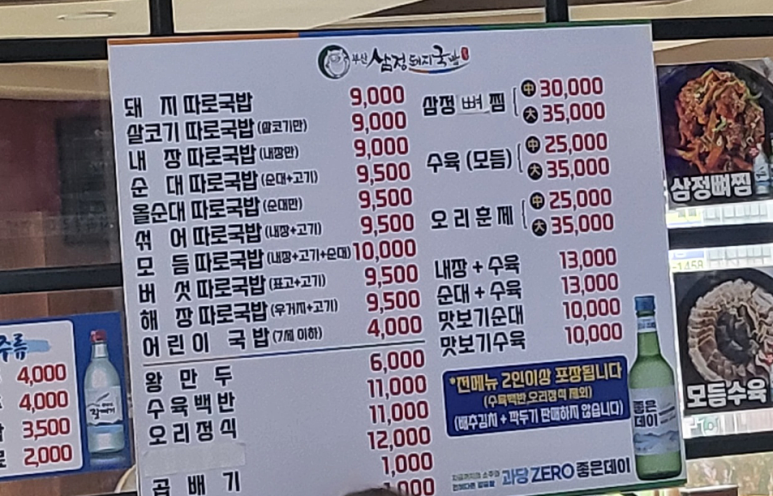 부산 삼정돼지국밥
돼지 따로국밥 9,000
살코기 따로국밥 (살코기만) 9,000
내장 따로국밥 (내장만) 9,000
순대 따로국밥 (순대+고기) 9,500
올순대 따로국밥 (순대만) 9,500
섞어 따로국밥 (내장+고기) 9,500
모듬 따로국밥 (내장+고기+순대) 10,000
버섯 따로국밥 (표고+고기) 9,500
해장 따로국밥 (우거지+고기) 9,500
어린이 국밥 (7세 이하) 4,000
왕만두 6,000
수육백반 11,000
오리정식 11,000
12,000
곱배기 1,000
삼정뼈찜 中 30,000
大 35,000
수육 (모듬) 中 25,000
大 35,000
오리훈제 中 25,000
大 35,000
내장 + 수육 13,000
순대 + 수육 13,000
맛보기순대 10,000
맛보기수육 10,000
*전메뉴 2인이상 포장됩니다
(수육백반 오리정식 제외)
(배추김치 + 깍두기 판매하지 않습니다)
과당 ZERO 좋은데이
좋은데이
삼정뼈찜
모듬수육
주류
4,000
4,000
3,500
2,000